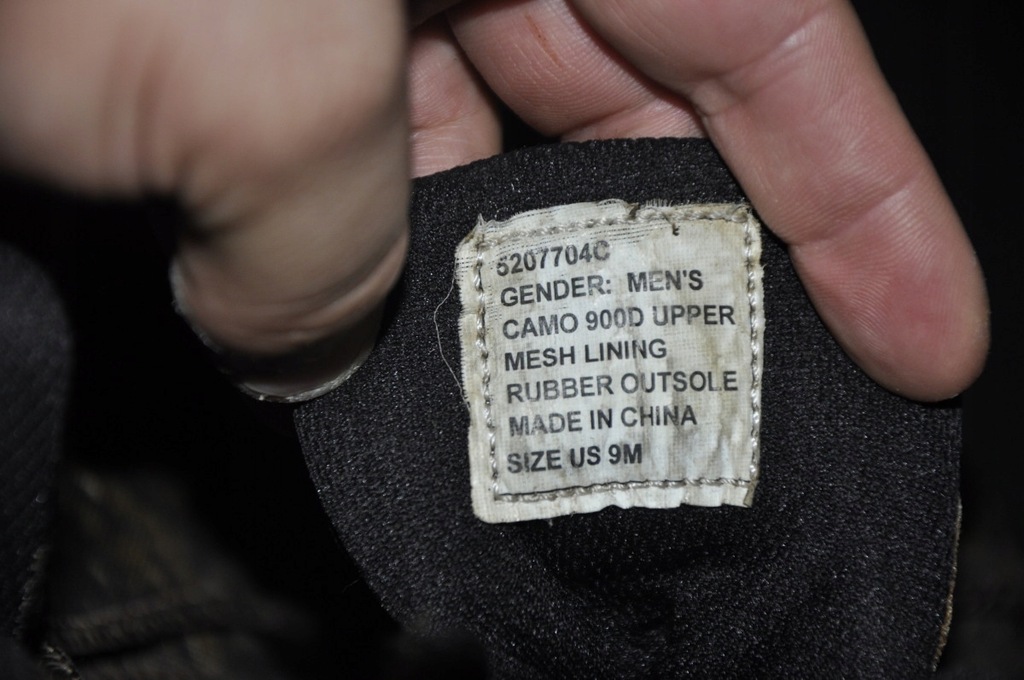 5207704C
GENDER: MEN'S
CAMO 900D UPPER
MESH LINING
RUBBER OUTSOLE
MADE IN CHINA
SIZE US 9M